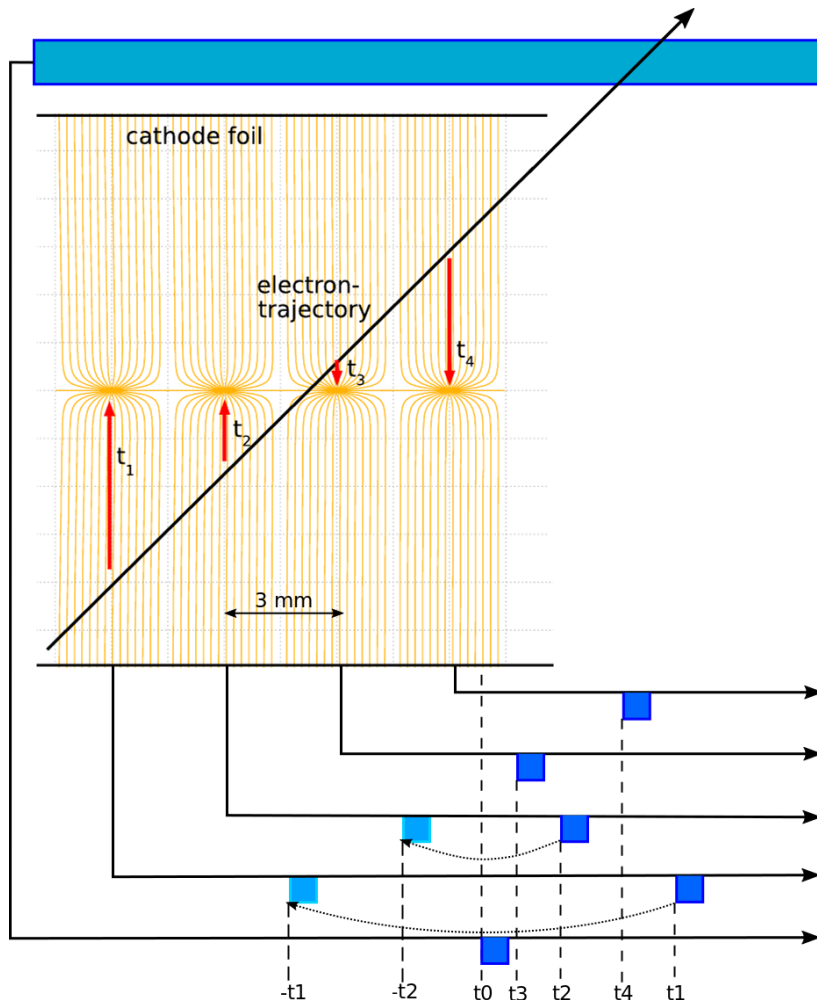 cathode foil
electron-
trajectory
t4
t3
t2
t1
3 mm
-t1
-t2
t0
t3
t2
t4
t1